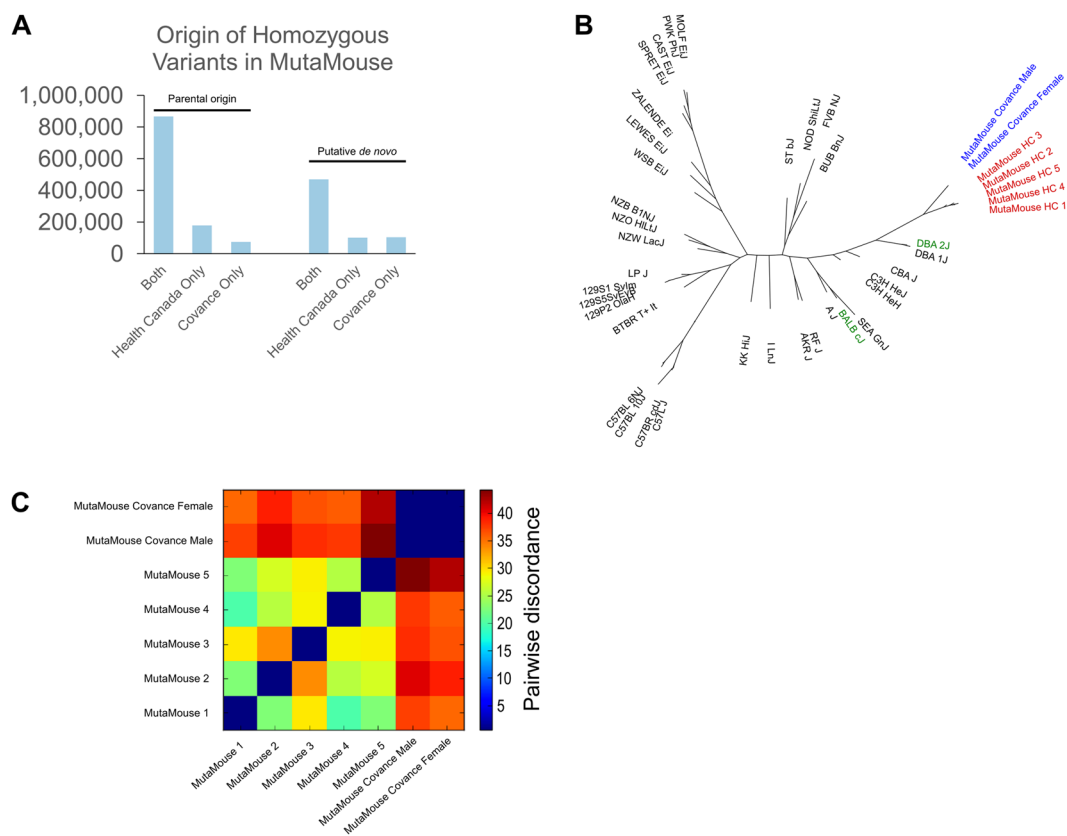 A
Origin of Homozygous
Variants in MutaMouse
1,000,000
800,000
600,000
400,000
200,000
0
Parental origin
Putative de novo
Both
Health Canada Only
Covance Only
Both
Health Canada Only
Covance Only
B
MOLF EiJ
PWK PhJ
CAST EiJ
SPRET EiJ
ZALENDE Ei
LEWES EiJ
WSB EiJ
NZB B1NJ
NZO HlLtJ
NZW LacJ
LP J
129S1 SvIm
129S5SvEvB
129P2 OlaH
BTBR T+ It
C57BL 6NJ
C57BL 10J
C57BR cdJ
C57L J
KK HiJ
I LnJ
AKR J
RF J
A J
BALB cJ
SEA GnJ
C3H HeH
C3H HeJ
CBA J
DBA 1J
DBA 2J
ST bJ
NOD ShiLtJ
FVB NJ
BUB BnJ
MutaMouse Covance Male
MutaMouse Covance Female
MutaMouse HC 3
MutaMouse HC 2
MutaMouse HC 5
MutaMouse HC 4
MutaMouse HC 1
C
MutaMouse Covance Female
MutaMouse Covance Male
MutaMouse 5
MutaMouse 4
MutaMouse 3
MutaMouse 2
MutaMouse 1
MutaMouse 1
MutaMouse 2
MutaMouse 3
MutaMouse 4
MutaMouse 5
MutaMouse Covance Male
MutaMouse Covance Female
40
35
30
25
20
15
10
5
Pairwise discordance